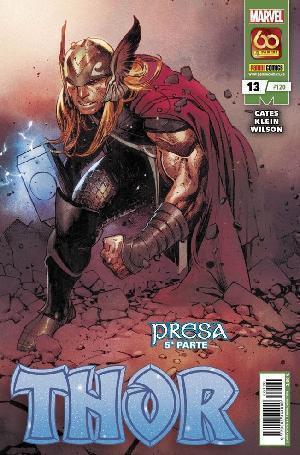 MARVEL
60
PANINI COMICS
13 / #120
CATES
KLEIN
WILSON
PRESA
5ª PARTE
THOR